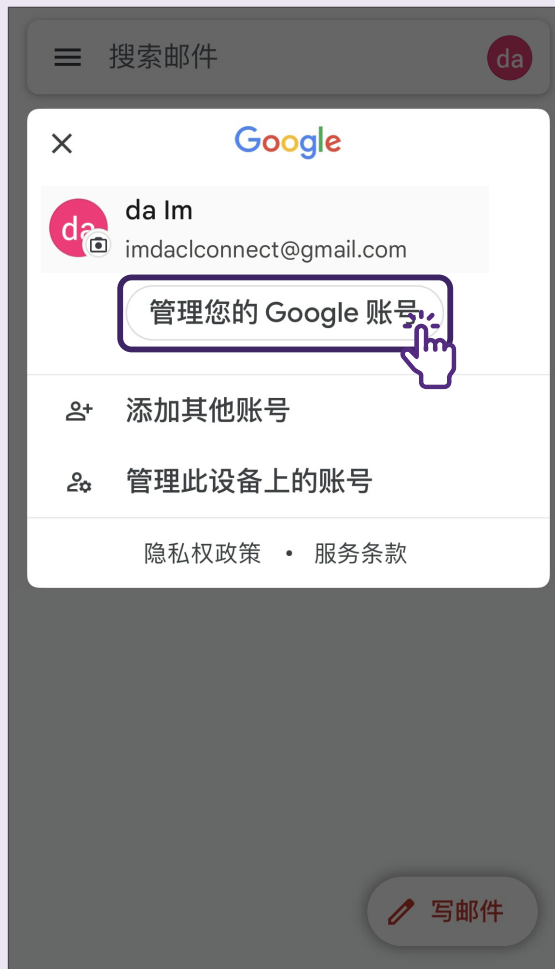 搜索邮件
da
Google
da
da Im
imdaclconnect@gmail.com
管理您的 Google 账号
添加其他账号
管理此设备上的账号
隐私权政策 • 服务条款
写邮件